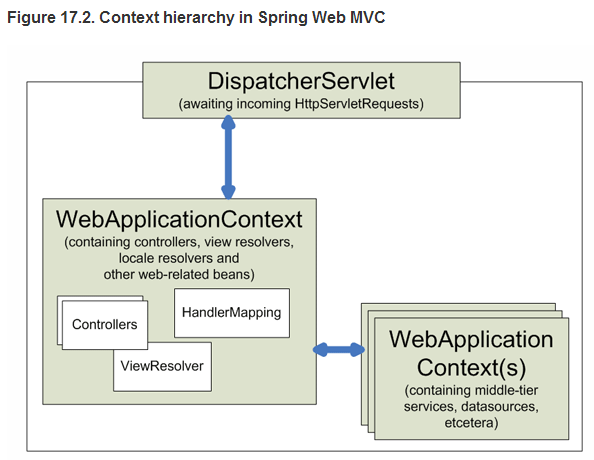 Figure 17.2. Context hierarchy in Spring Web MVC
DispatcherServlet
(awaiting incoming HttpServletRequests)
WebApplicationContext
(containing controllers, view resolvers,
locale resolvers and
other web-related beans)
HandlerMapping
Controllers
ViewResolver
WebApplication
Context(s)
(containing middle-tier
services, datasources,
etcetera)